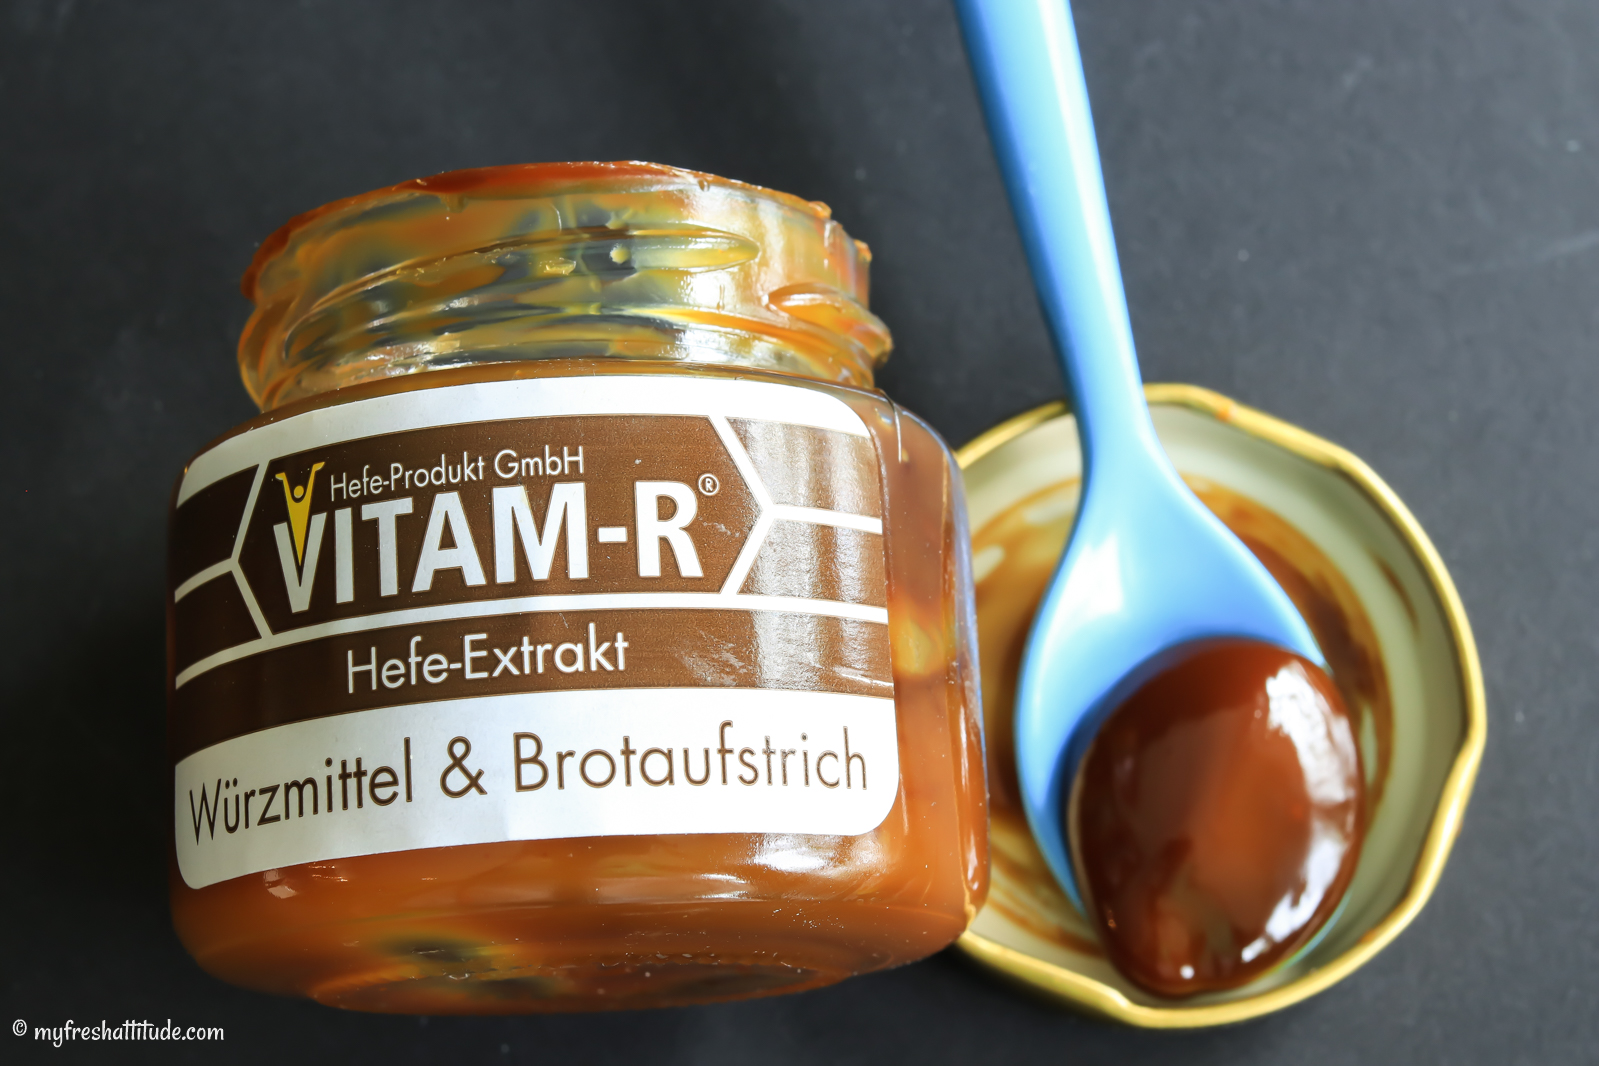 Hefe-Produkt GmbH
VITAM-R®
Hefe-Extrakt
Würzmittel & Brotaufstrich
© myfreshattitude.com